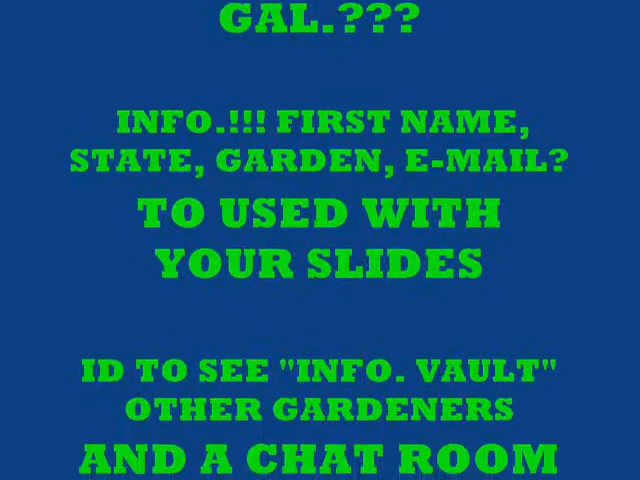 GAL.???
INFO.!!! FIRST NAME,
STATE, GARDEN, E-MAIL?
TO USED WITH
YOUR SLIDES
ID TO SEE "INFO. VAULT"
OTHER GARDENERS
AND A CHAT ROOM